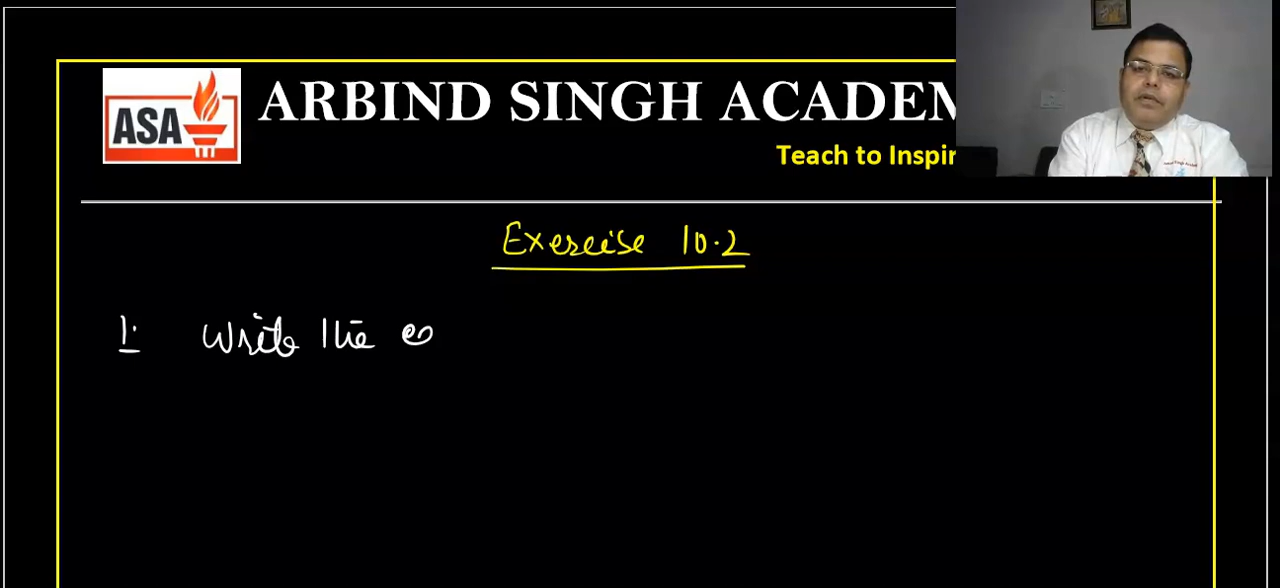 ASA ARBIND SINGH ACADEM
Teach to Inspir
Exercise 10.2
1. Write the